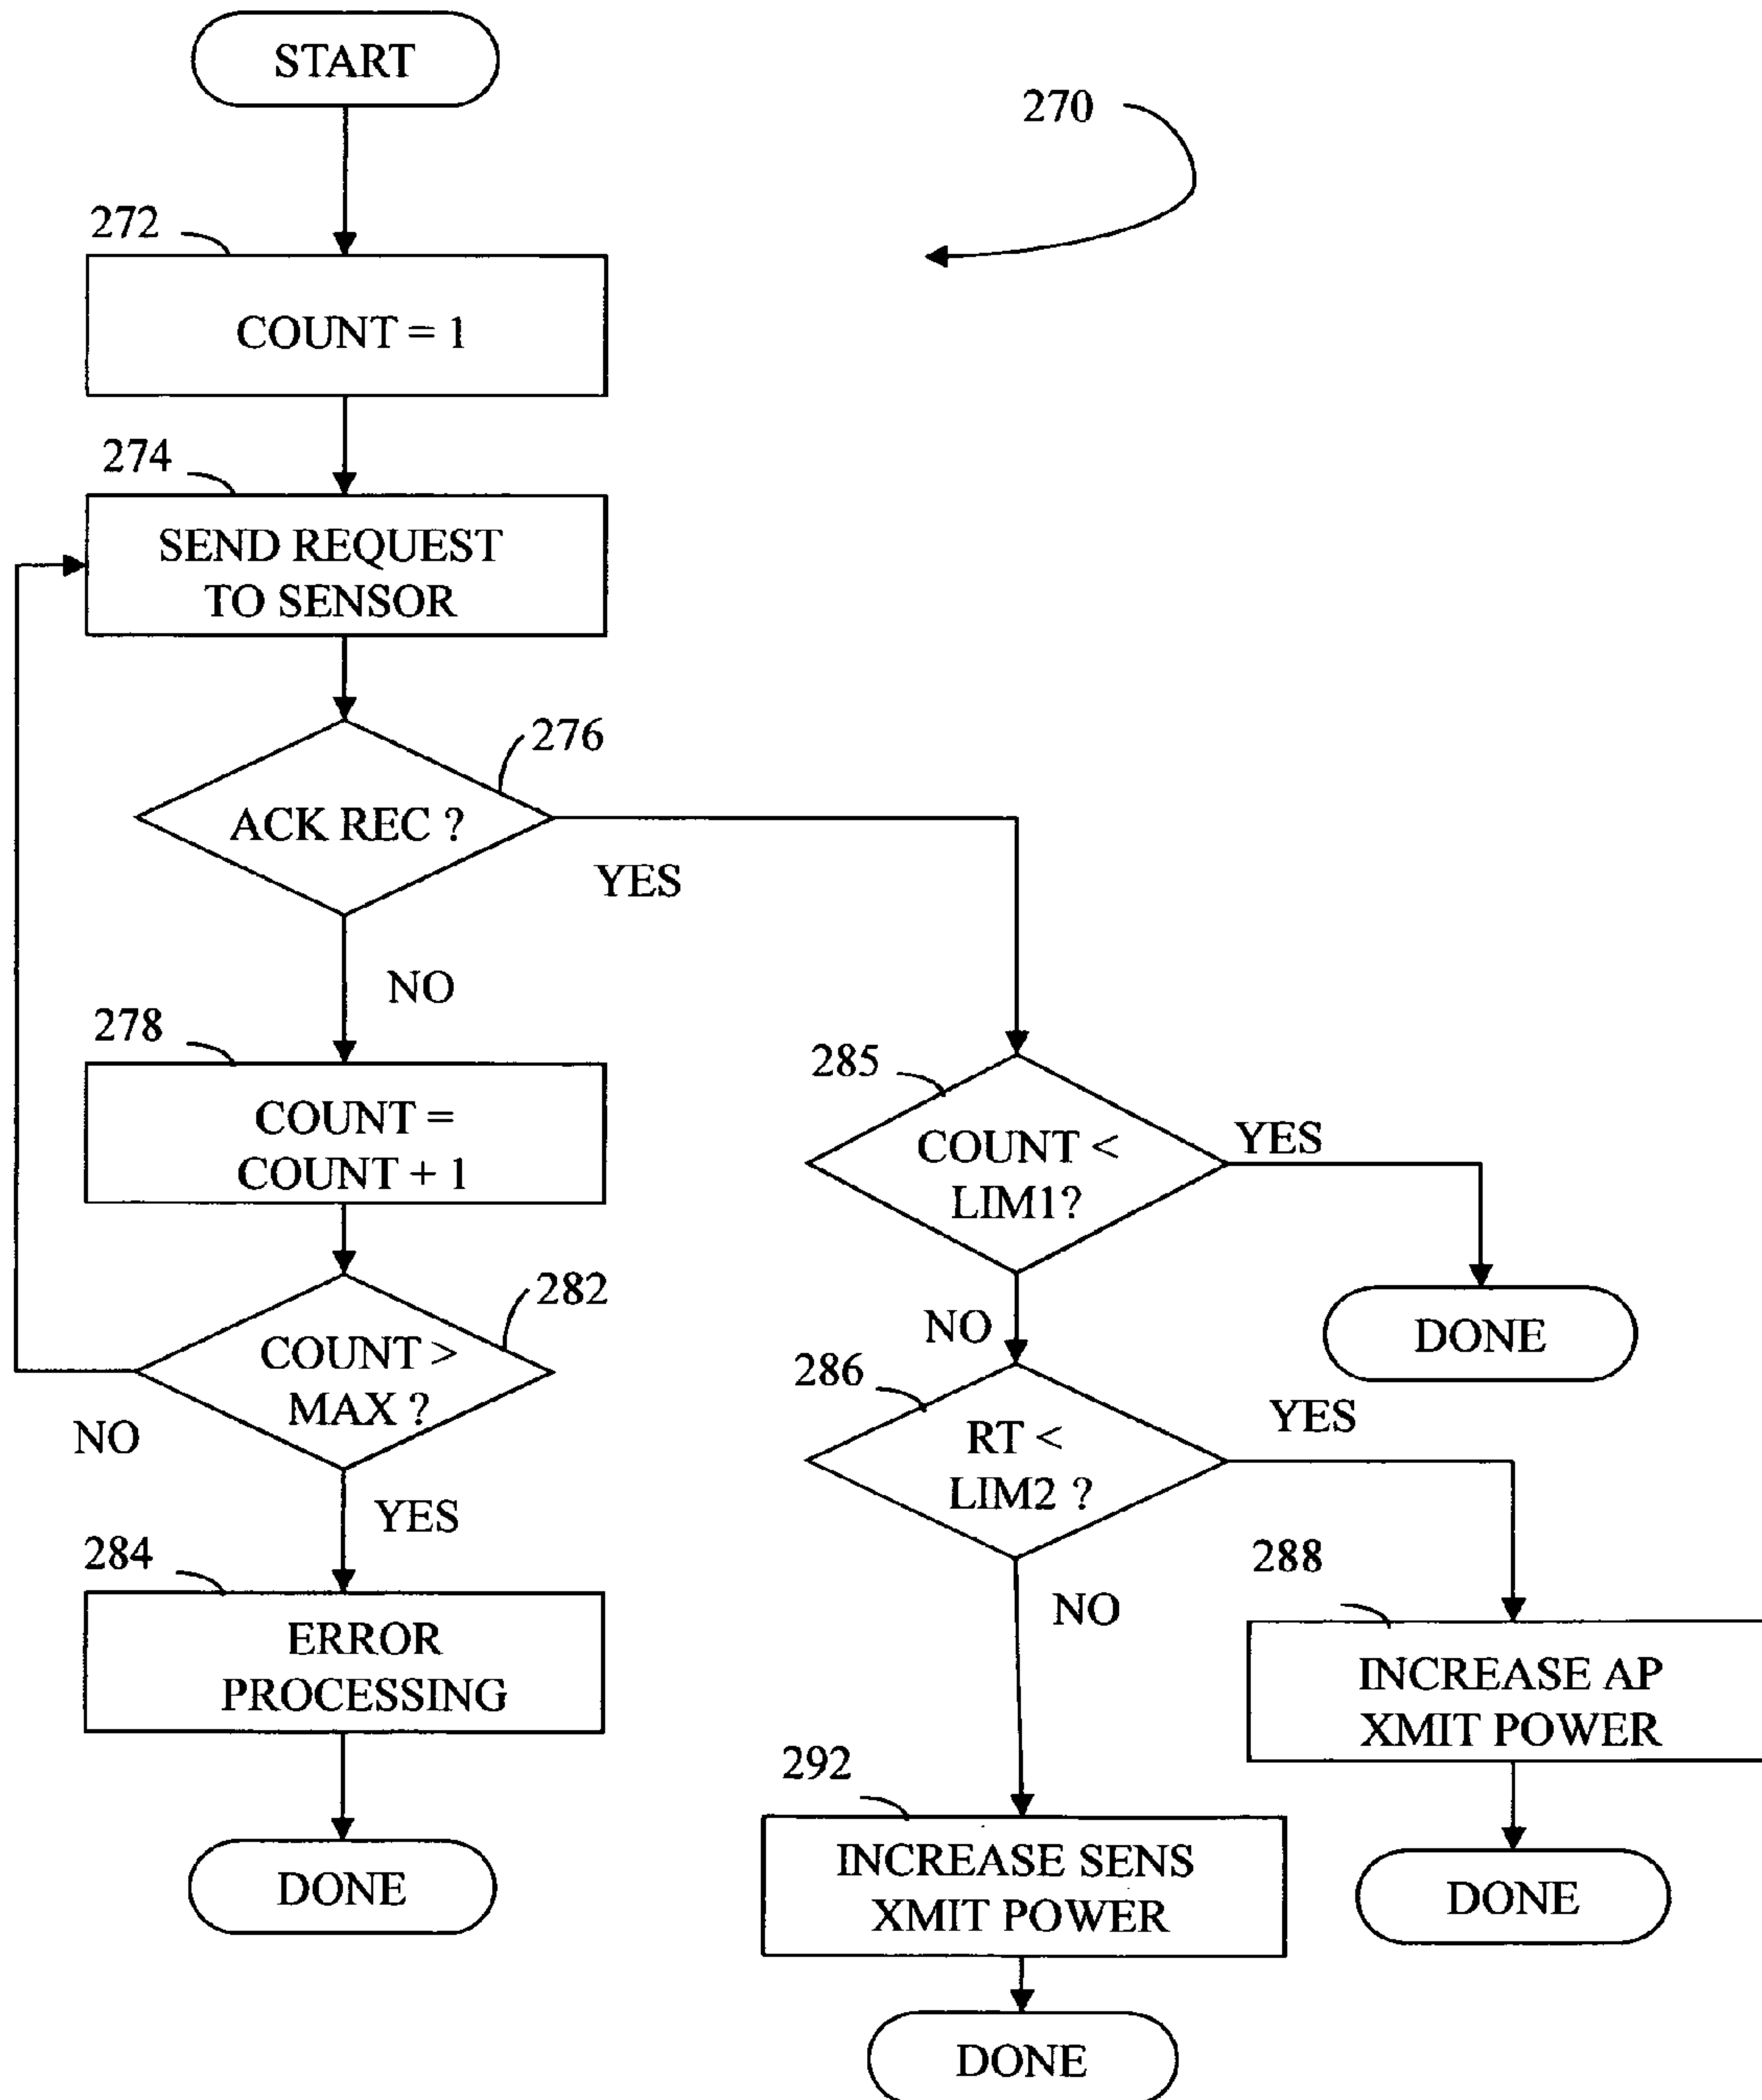 START
270
272
COUNT = 1
274
SEND REQUEST
TO SENSOR
276
ACK REC ?
YES
NO
278
COUNT =
COUNT + 1
282
COUNT >
MAX ?
NO
YES
284
ERROR
PROCESSING
DONE
285
COUNT <
LIM1?
YES
DONE
NO
286
RT <
LIM2 ?
YES
288
INCREASE AP
XMIT POWER
DONE
NO
292
INCREASE SENS
XMIT POWER
DONE